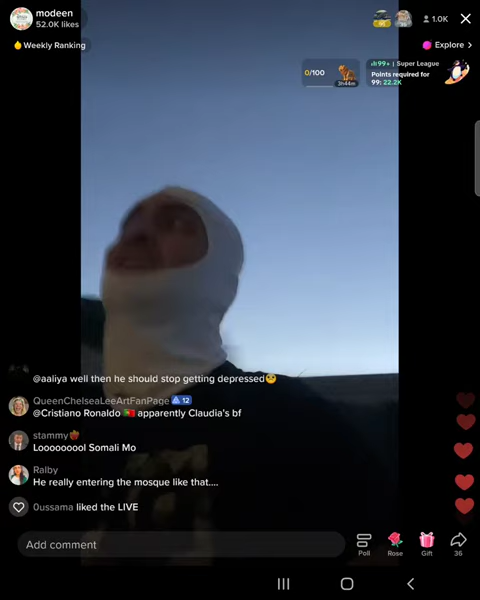 modeen
52.0K likes
95
36
1.0K
Weekly Ranking
Explore >
0/100
3h44m
99+ | Super League
Points required for
99: 22.2K
@aaliya well then he should stop getting depressed😬
QueenChelseaLeeArtFanPage 12
@Cristiano Ronaldo 🇵🇹 apparently Claudia's bf
stammy
Looooooool Somali Mo
Ralby
He really entering the mosque like that....
Oussama liked the LIVE
Add comment
Poll
Rose
Gift
36